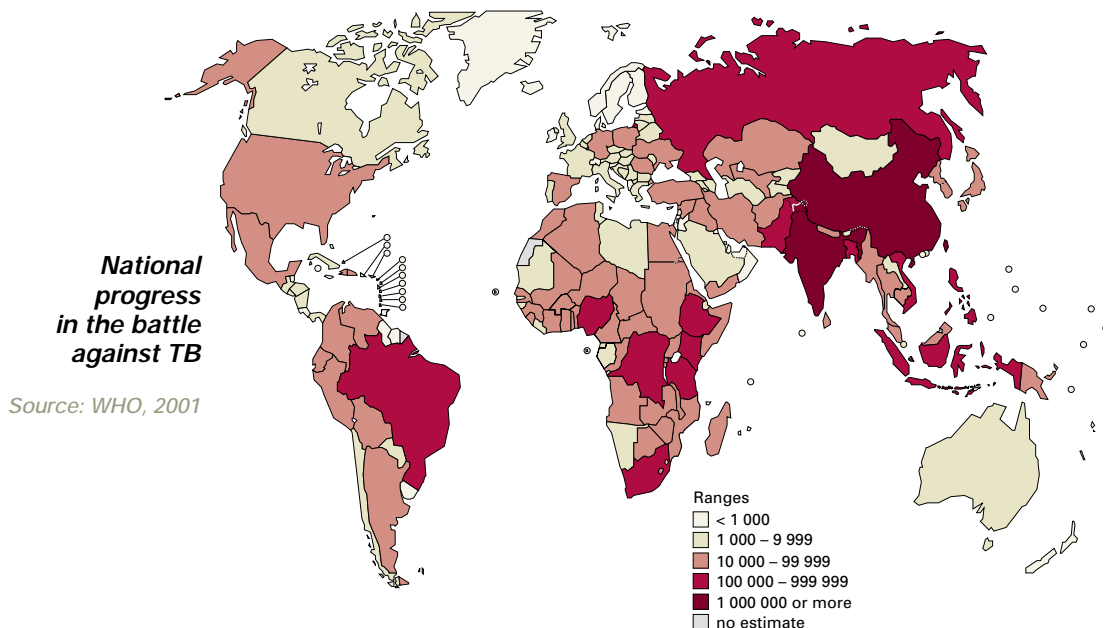 National
progress
in the battle
against TB
Source: WHO, 2001
Ranges
< 1 000
1 000 – 9 999
10 000 – 99 999
100 000 – 999 999
1 000 000 or more
no estimate